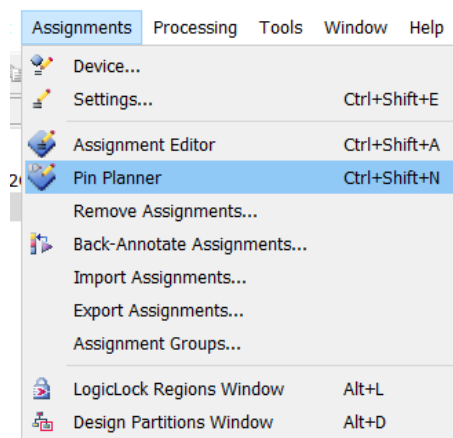 Assignments Processing Tools Window Help
Device...
Settings... Ctrl+Shift+E
Assignment Editor Ctrl+Shift+A
Pin Planner Ctrl+Shift+N
Remove Assignments...
Back-Annotate Assignments...
Import Assignments...
Export Assignments...
Assignment Groups...
LogicLock Regions Window Alt+L
Design Partitions Window Alt+D